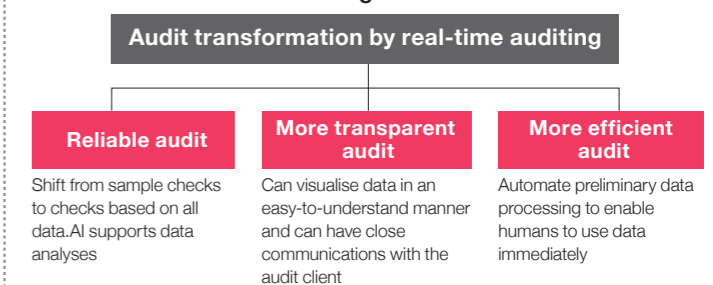 Audit transformation by real-time auditing
Reliable audit
Shift from sample checks
to checks based on all
data.AI supports data
analyses
More transparent
audit
Can visualise data in an
easy-to-understand manner
and can have close
communications with the
audit client
More efficient
audit
Automate preliminary data
processing to enable
humans to use data
immediately